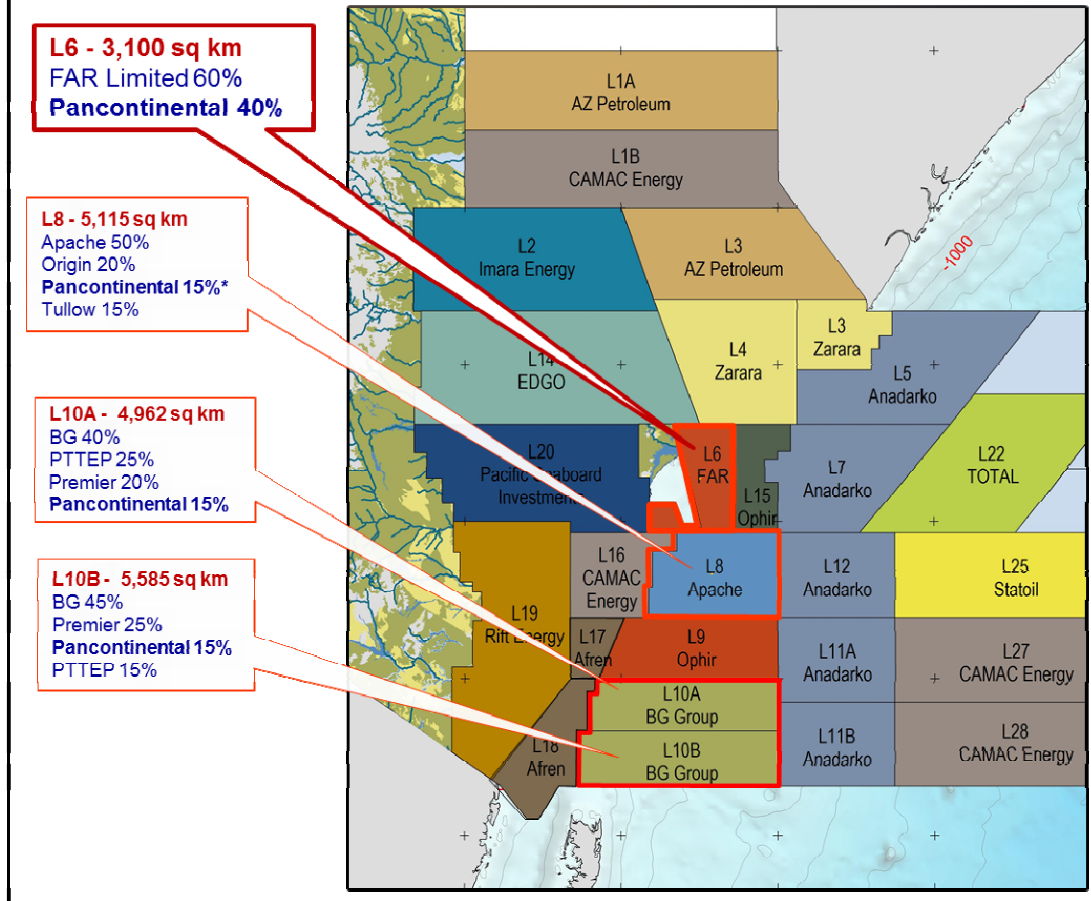 L6 - 3,100 sq km
FAR Limited 60%
Pancontinental 40%
L8 - 5,115 sq km
Apache 50%
Origin 20%
Pancontinental 15%*
Tullow 15%
L10A - 4,962 sq km
BG 40%
PTTEP 25%
Premier 20%
Pancontinental 15%
L10B - 5,585 sq km
BG 45%
Premier 25%
Pancontinental 15%
PTTEP 15%
L1A
AZ Petroleum
L1B
CAMAC Energy
L2
Imara Energy
L3
AZ Petroleum
-1000
L14
EDGO
L4
Zarara
L3
Zarara
L5
Anadarko
L20
Pacific Seaboard
Investments
L6
FAR
L15
Ophir
L7
Anadarko
L22
TOTAL
L16
CAMAC
Energy
L8
Apache
L12
Anadarko
L25
Statoil
L19
Rift Energy
L17
Afren
L9
Ophir
L11A
Anadarko
L27
CAMAC Energy
L10A
BG Group
L18
Afren
L10B
BG Group
L11B
Anadarko
L28
CAMAC Energy